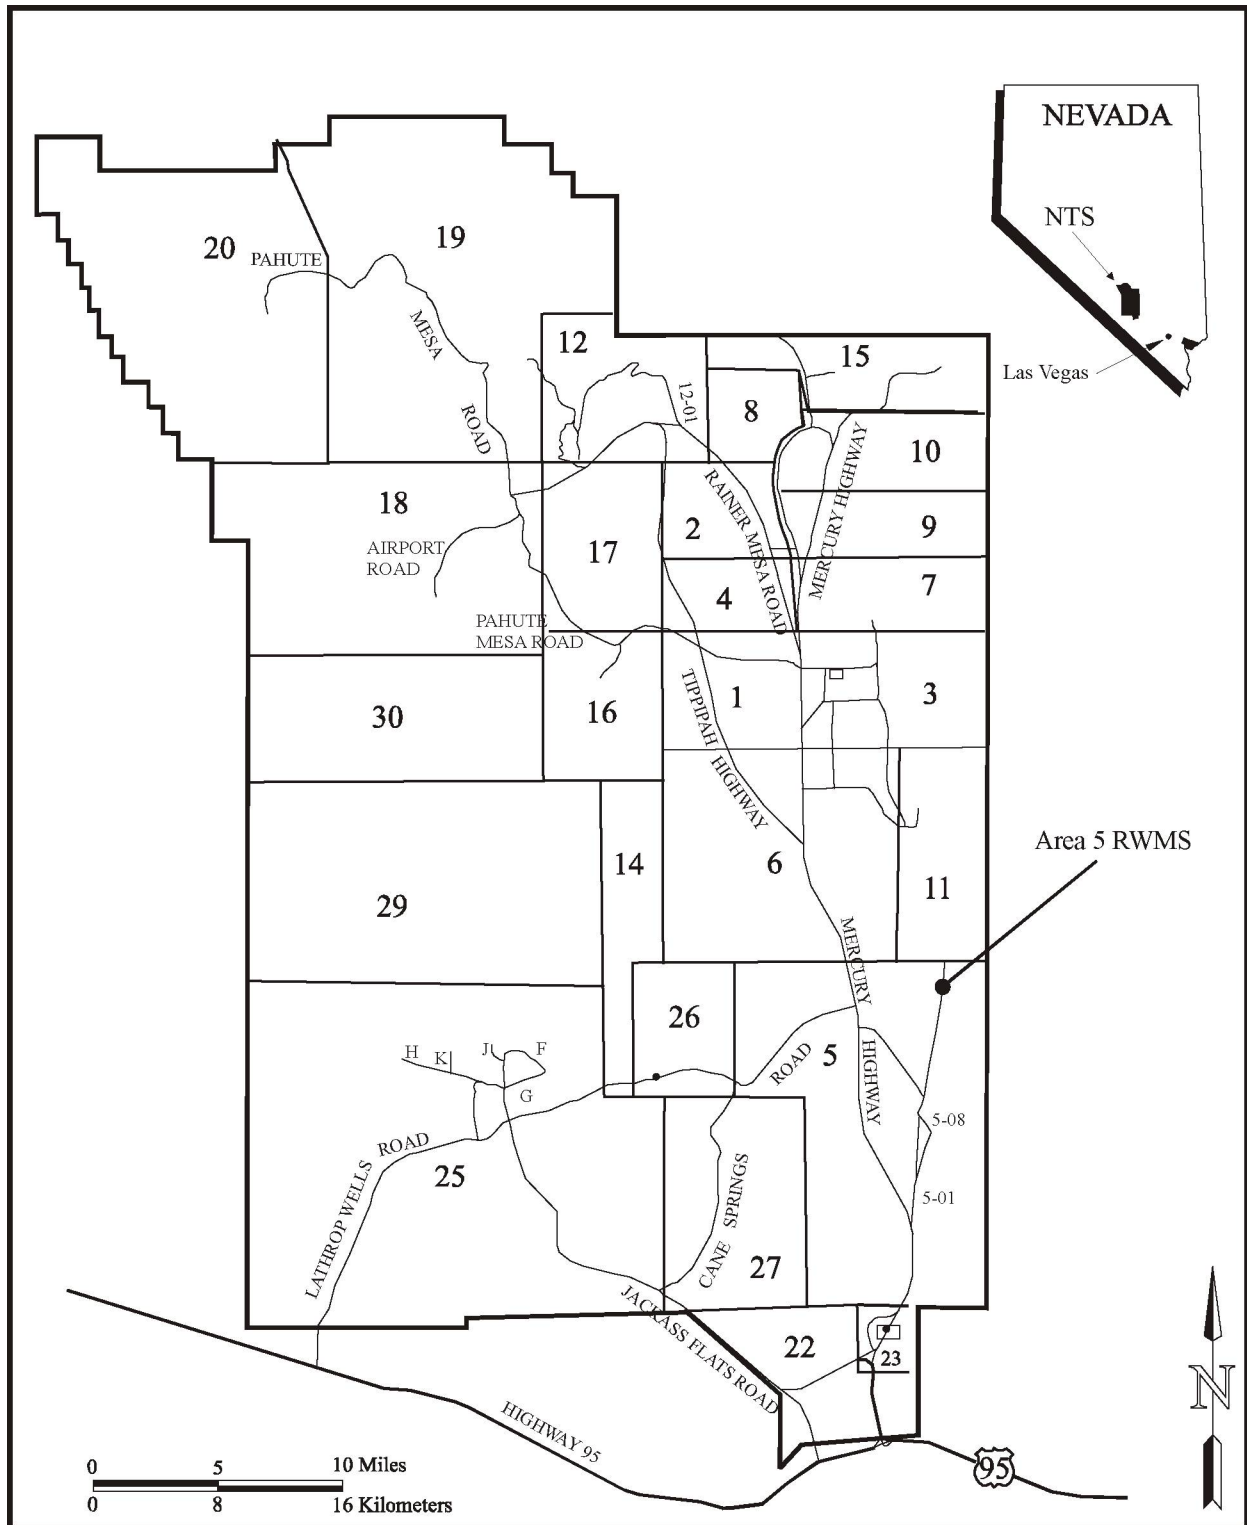 NEVADA
NTS
Las Vegas
20
19
PAHUTE
MESA
ROAD
12
15
12-01
8
10
18
RAINER MESA ROAD
MERCURY HIGHWAY
2
9
AIRPORT
ROAD
17
4
7
PAHUTE
MESA ROAD
TIPPIPAH HIGHWAY
1
3
30
16
Area 5 RWMS
14
6
11
29
MERCURY
HIGHWAY
26
5
H
K
J
F
G
ROAD
5-08
LATHROP WELLS ROAD
25
CANE SPRINGS
5-01
27
JACKASS FLATS ROAD
22
23
HIGHWAY 95
95
N
0 5 10 Miles
0 8 16 Kilometers